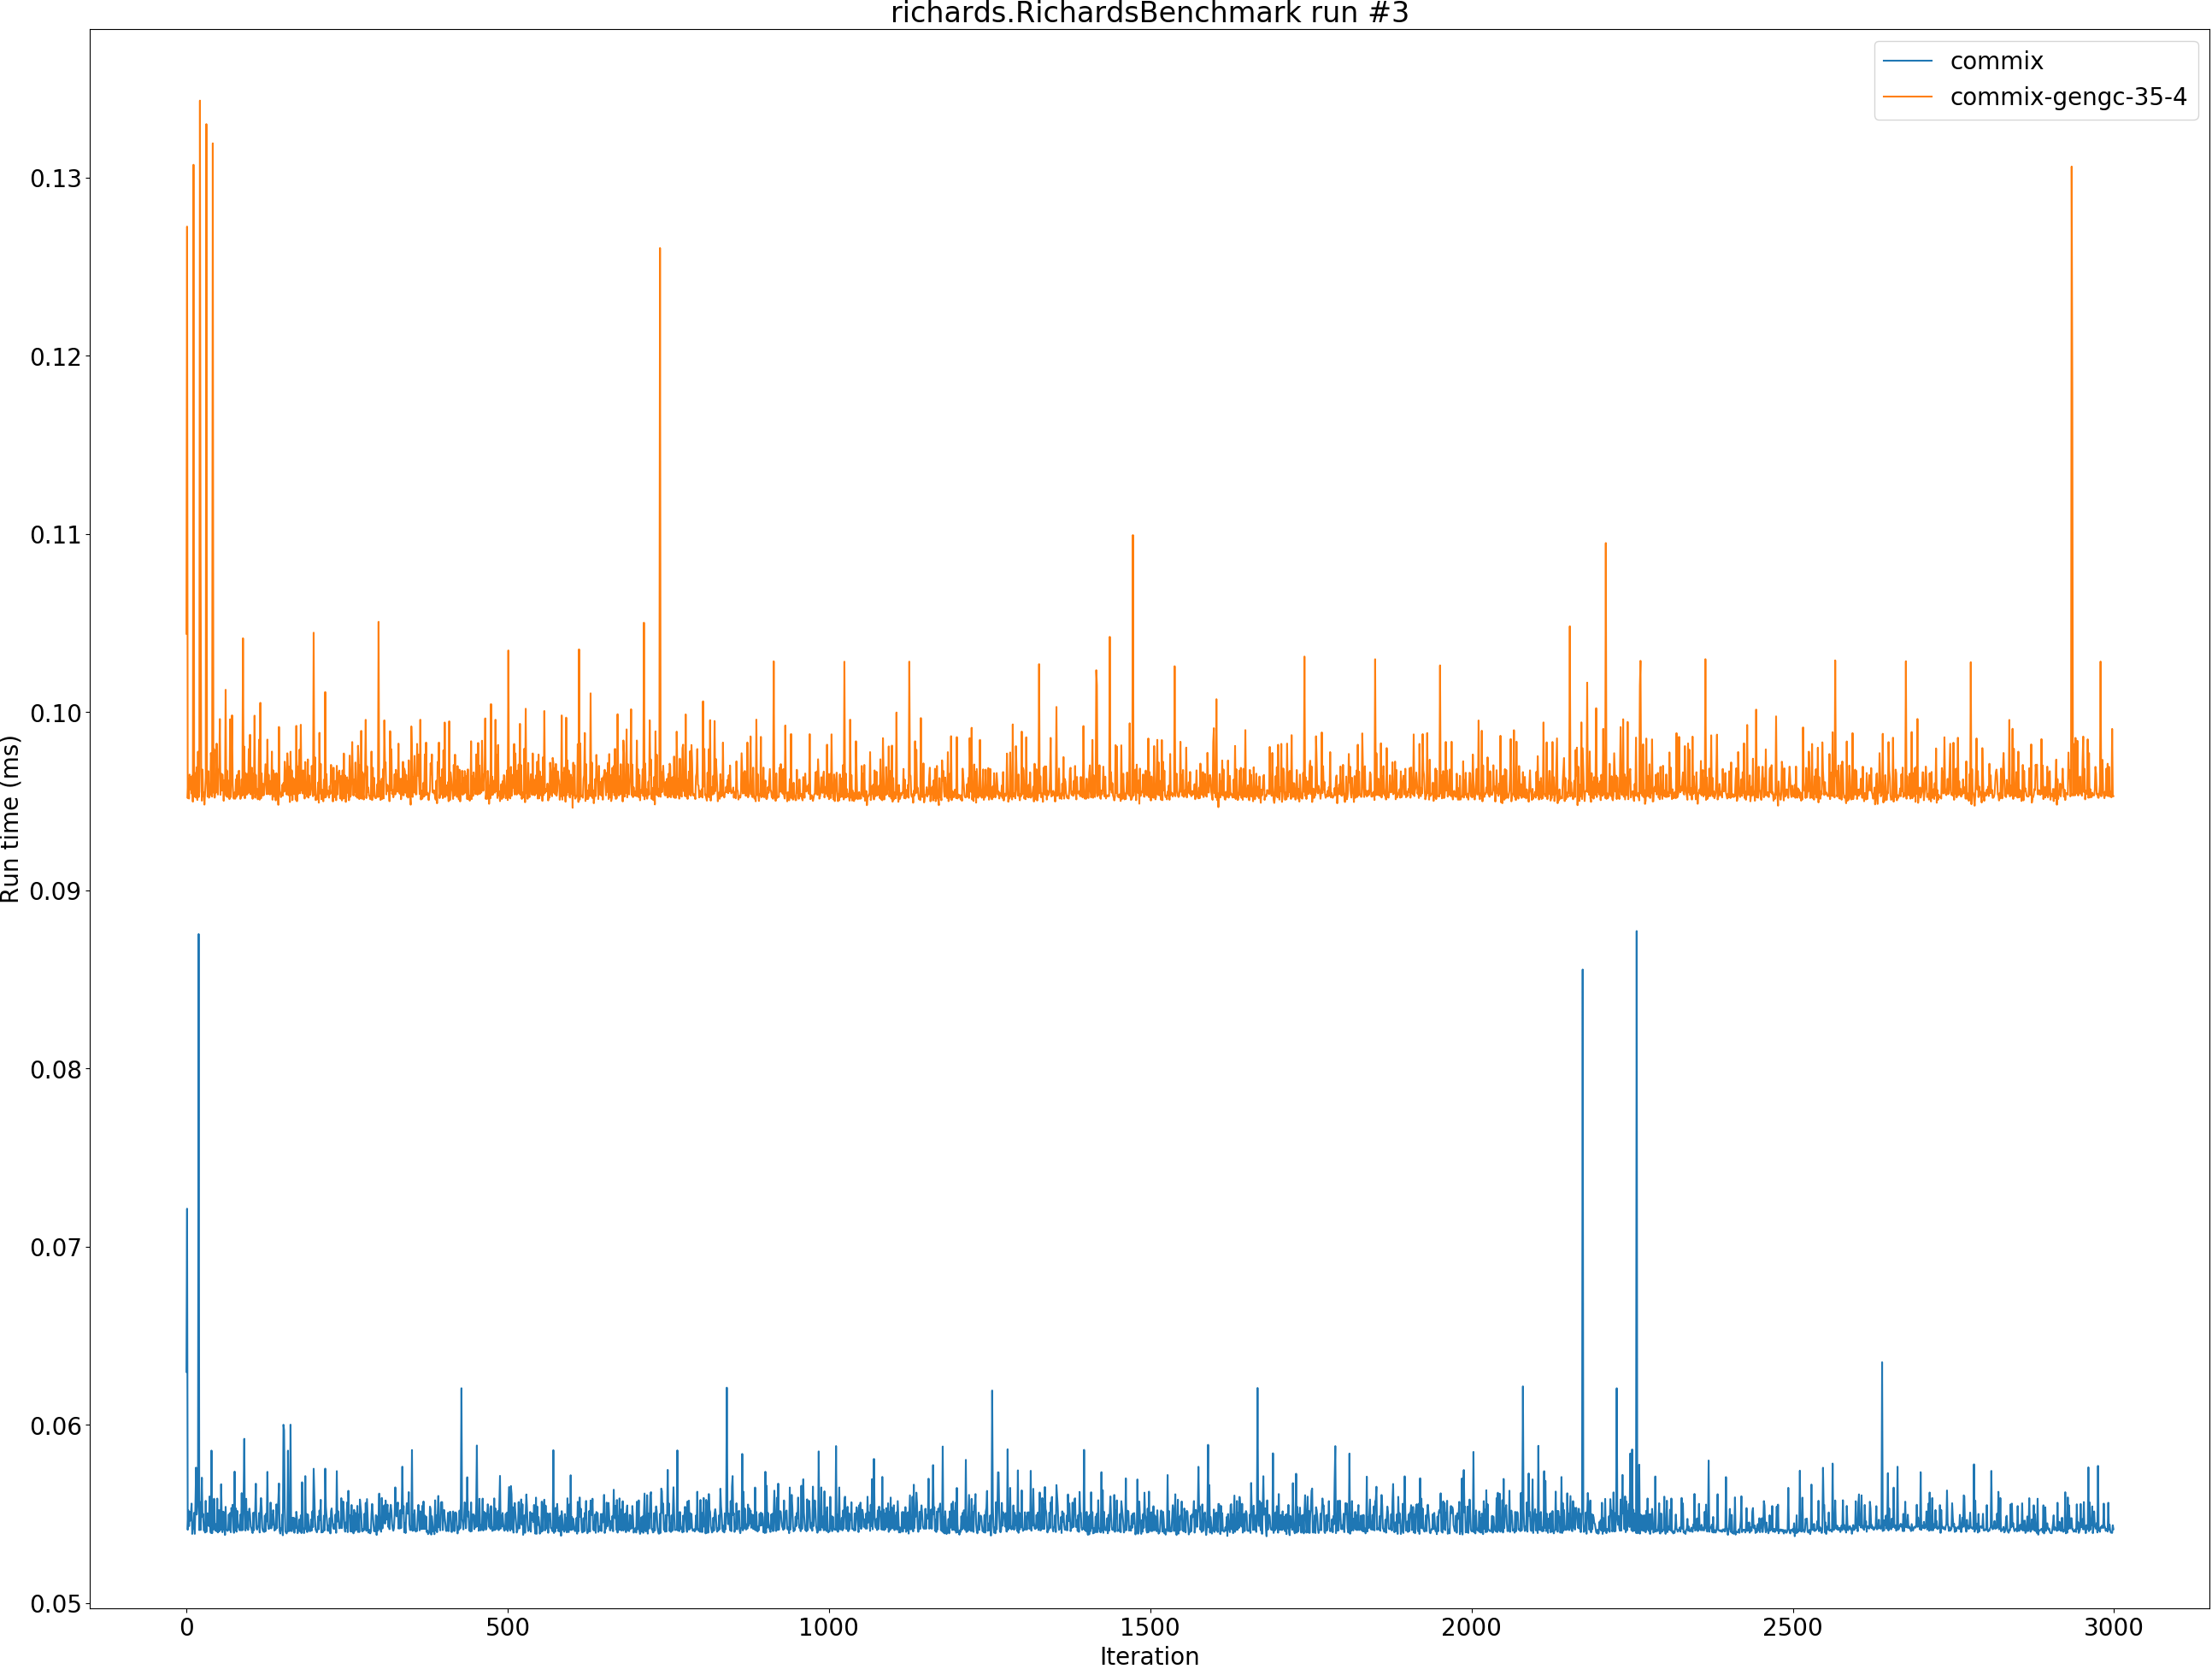 richards.RichardsBenchmark run #3
commix
commix-gengc-35-4
Run time (ms)
0.13
0.12
0.11
0.10
0.09
0.08
0.07
0.06
0.05
0 500 1000 1500 2000 2500 3000
Iteration